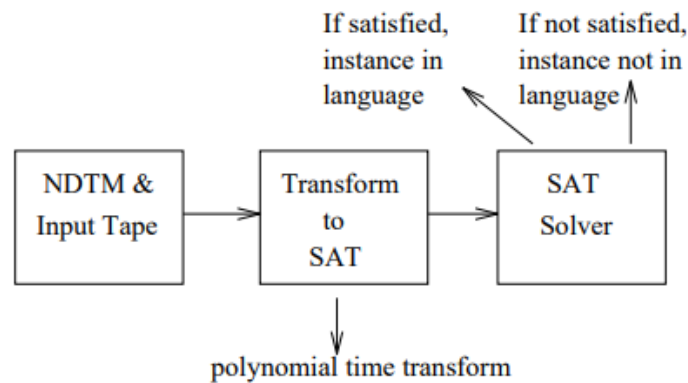 If satisfied,
instance in
language
If not satisfied,
instance not in
language
NDTM &
Input Tape
Transform
to
SAT
SAT
Solver
polynomial time transform